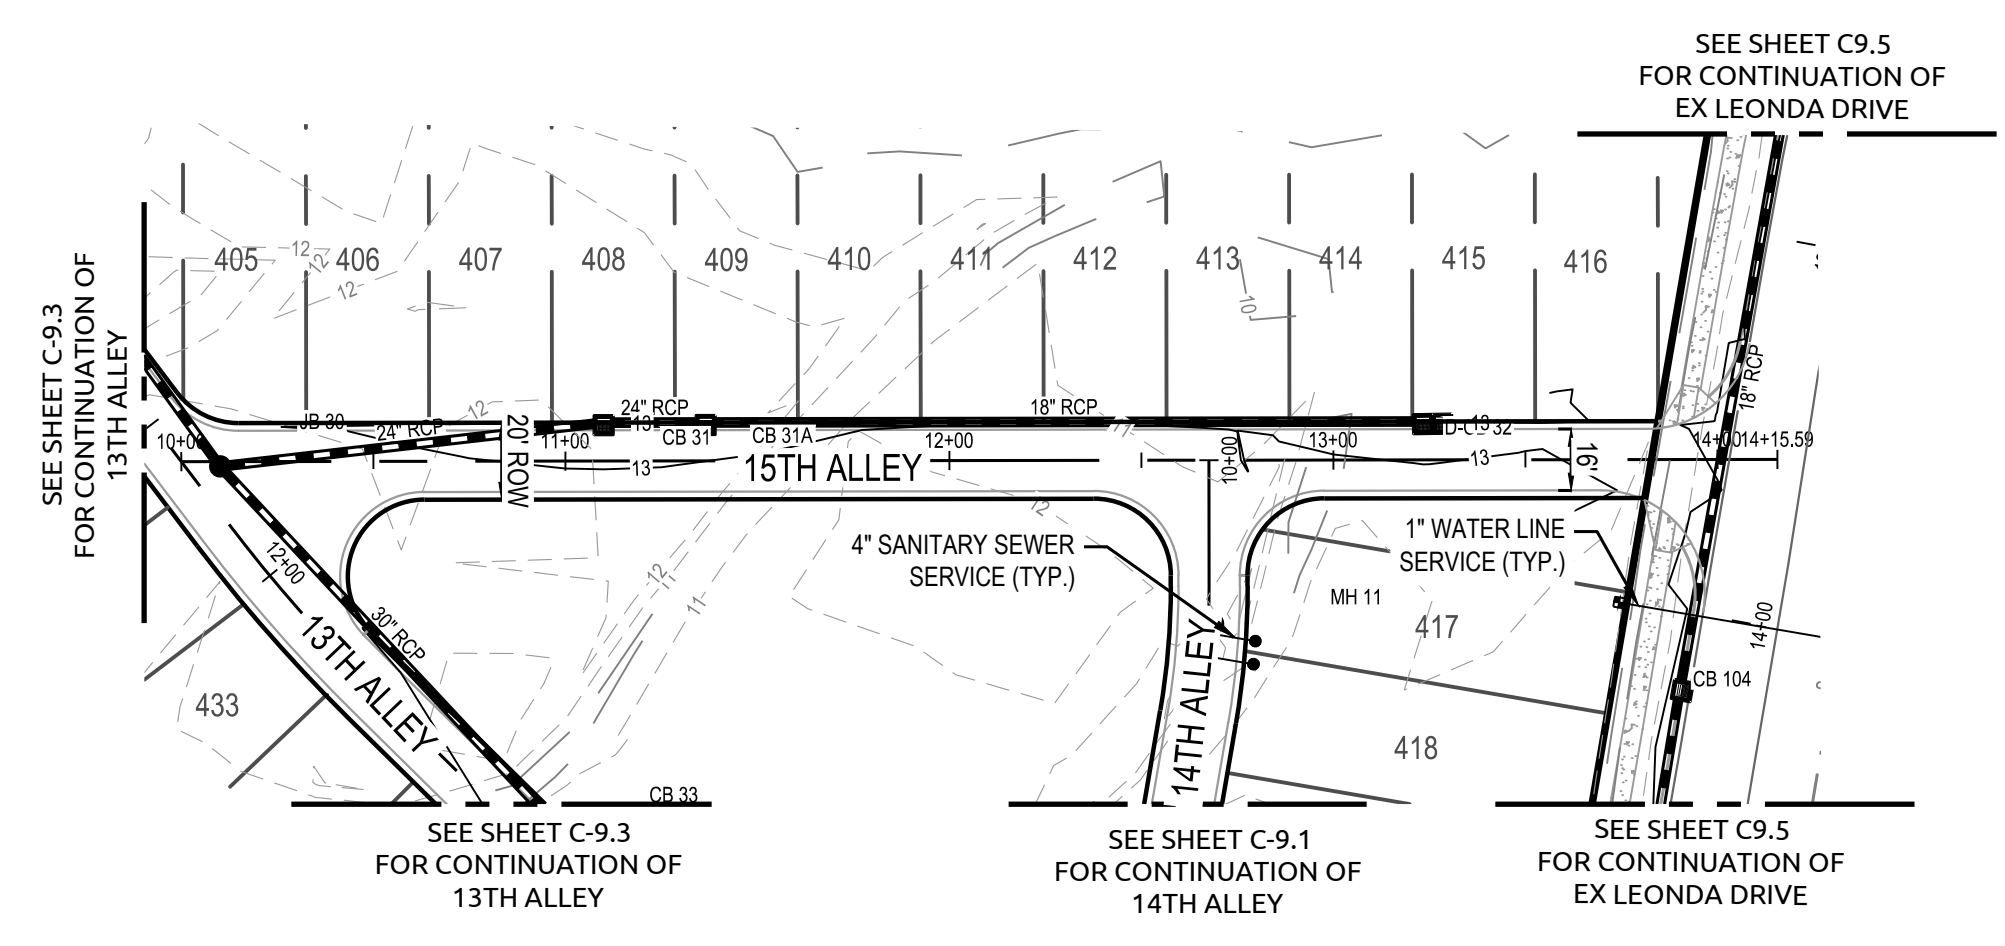 SEE SHEET C9.5
FOR CONTINUATION OF
EX LEONDA DRIVE
SEE SHEET C-9.3
FOR CONTINUATION OF
13TH ALLEY
405
406
407
408
409
410
411
412
413
414
415
416
12
12
12
10
12
JB 30
24" RCP
24" RCP
13
CB 31
CB 31A
18" RCP
11
18" RCP
10+00
11+00
12+00
13+00
13
32
14+00
14+15.59
20' ROW
13
15TH ALLEY
10+00
13
16'
12
4" SANITARY SEWER
SERVICE (TYP.)
1" WATER LINE
SERVICE (TYP.)
12+00
12
11
11
MH 11
417
14+00
30" RCP
13TH ALLEY
14TH ALLEY
433
418
CB 104
CB 33
SEE SHEET C-9.3
FOR CONTINUATION OF
13TH ALLEY
SEE SHEET C-9.1
FOR CONTINUATION OF
14TH ALLEY
SEE SHEET C9.5
FOR CONTINUATION OF
EX LEONDA DRIVE